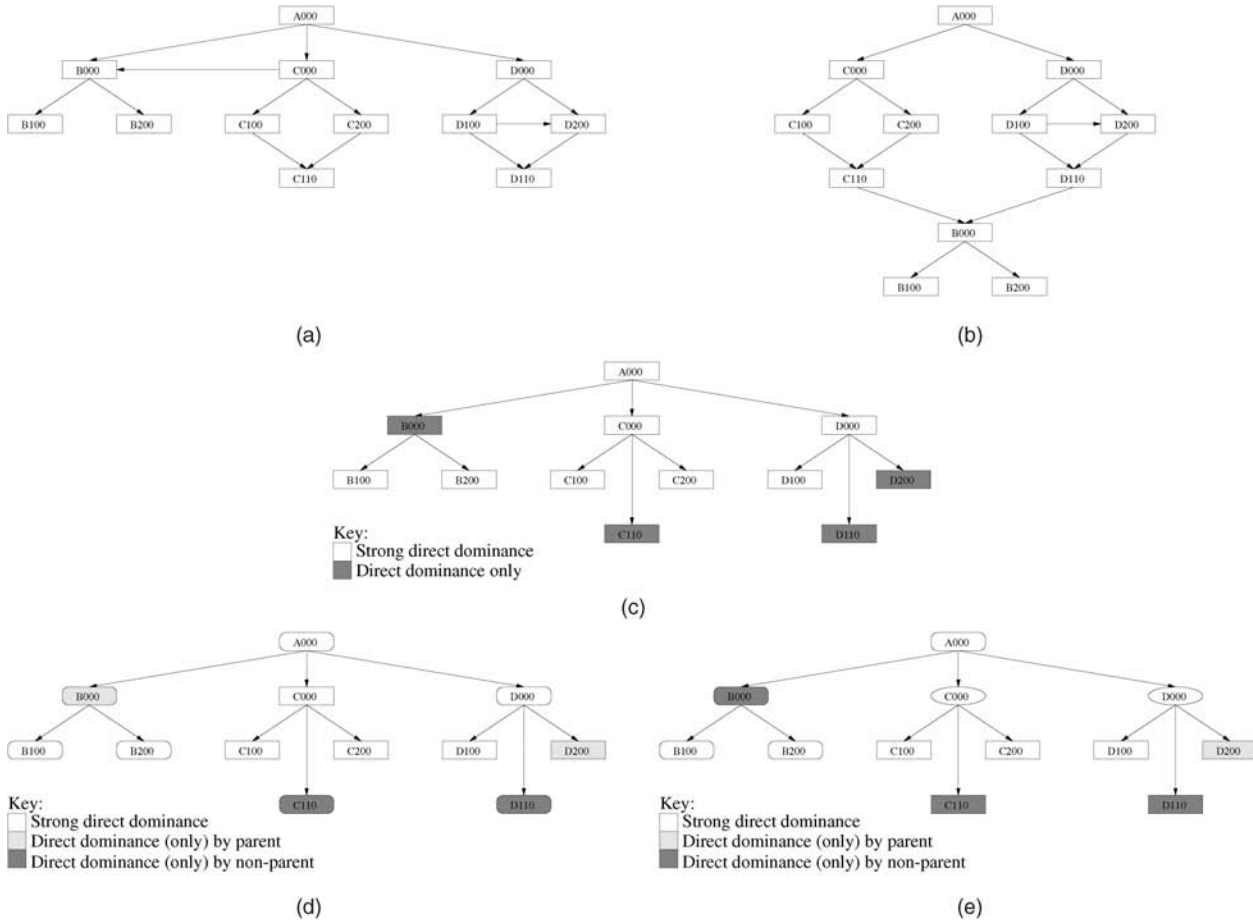 A000
A000
B000
C000
D000
C000
D000
B100
B200
C100
C200
D100
D200
C100
C200
D100
D200
C110
D110
C110
D110
B000
B100
B200
(a)
(b)
A000
B000
C000
D000
B100
B200
C100
C200
D100
D200
C110
D110
Key:
Strong direct dominance
Direct dominance only
(c)
A000
B000
C000
D000
B100
B200
C100
C200
D100
D200
C110
D110
Key:
Strong direct dominance
Direct dominance (only) by parent
Direct dominance (only) by non-parent
(d)
A000
B000
C000
D000
B100
B200
C100
C200
D100
D200
C110
D110
Key:
Strong direct dominance
Direct dominance (only) by parent
Direct dominance (only) by non-parent
(e)